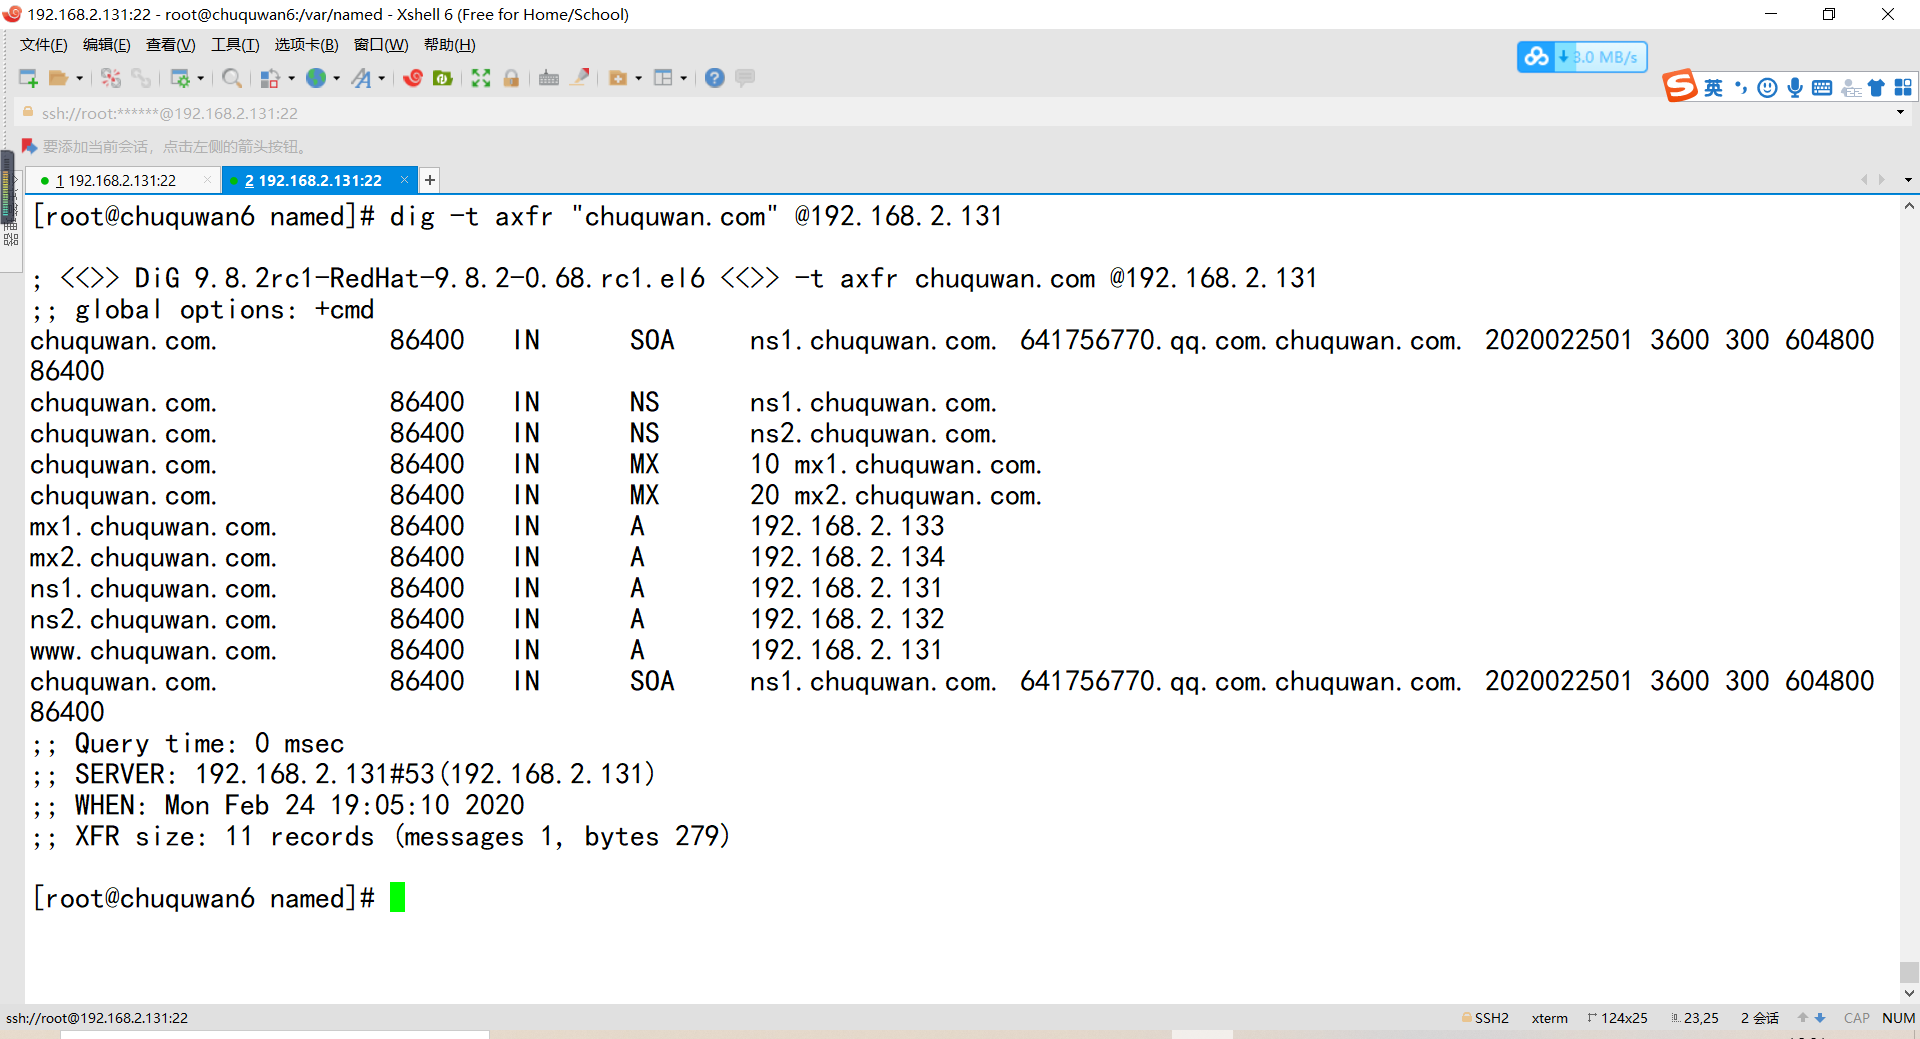 192.168.2.131:22 - root@chuquwan6:/var/named - Xshell 6 (Free for Home/School)
文件(F) 编辑(E) 查看(V) 工具(T) 选项卡(B) 窗口(W) 帮助(H)
3.0 MB/s
英
ssh://root:******@192.168.2.131:22
要添加当前会话，点击左侧的箭头按钮。
1 192.168.2.131:22 2 192.168.2.131:22
[root@chuquwan6 named]# dig -t axfr "chuquwan.com" @192.168.2.131
; <<>> DiG 9.8.2rc1-RedHat-9.8.2-0.68.rc1.el6 <<>> -t axfr chuquwan.com @192.168.2.131
;; global options: +cmd
chuquwan.com. 86400 IN SOA ns1.chuquwan.com. 641756770.qq.com.chuquwan.com. 2020022501 3600 300 604800
86400
chuquwan.com. 86400 IN NS ns1.chuquwan.com.
chuquwan.com. 86400 IN NS ns2.chuquwan.com.
chuquwan.com. 86400 IN MX 10 mx1.chuquwan.com.
chuquwan.com. 86400 IN MX 20 mx2.chuquwan.com.
mx1.chuquwan.com. 86400 IN A 192.168.2.133
mx2.chuquwan.com. 86400 IN A 192.168.2.134
ns1.chuquwan.com. 86400 IN A 192.168.2.131
ns2.chuquwan.com. 86400 IN A 192.168.2.132
www.chuquwan.com. 86400 IN A 192.168.2.131
chuquwan.com. 86400 IN SOA ns1.chuquwan.com. 641756770.qq.com.chuquwan.com. 2020022501 3600 300 604800
86400
;; Query time: 0 msec
;; SERVER: 192.168.2.131#53(192.168.2.131)
;; WHEN: Mon Feb 24 19:05:10 2020
;; XFR size: 11 records (messages 1, bytes 279)
[root@chuquwan6 named]#
ssh://root@192.168.2.131:22 SSH2 xterm 124x25 23,25 2 会话 CAP NUM